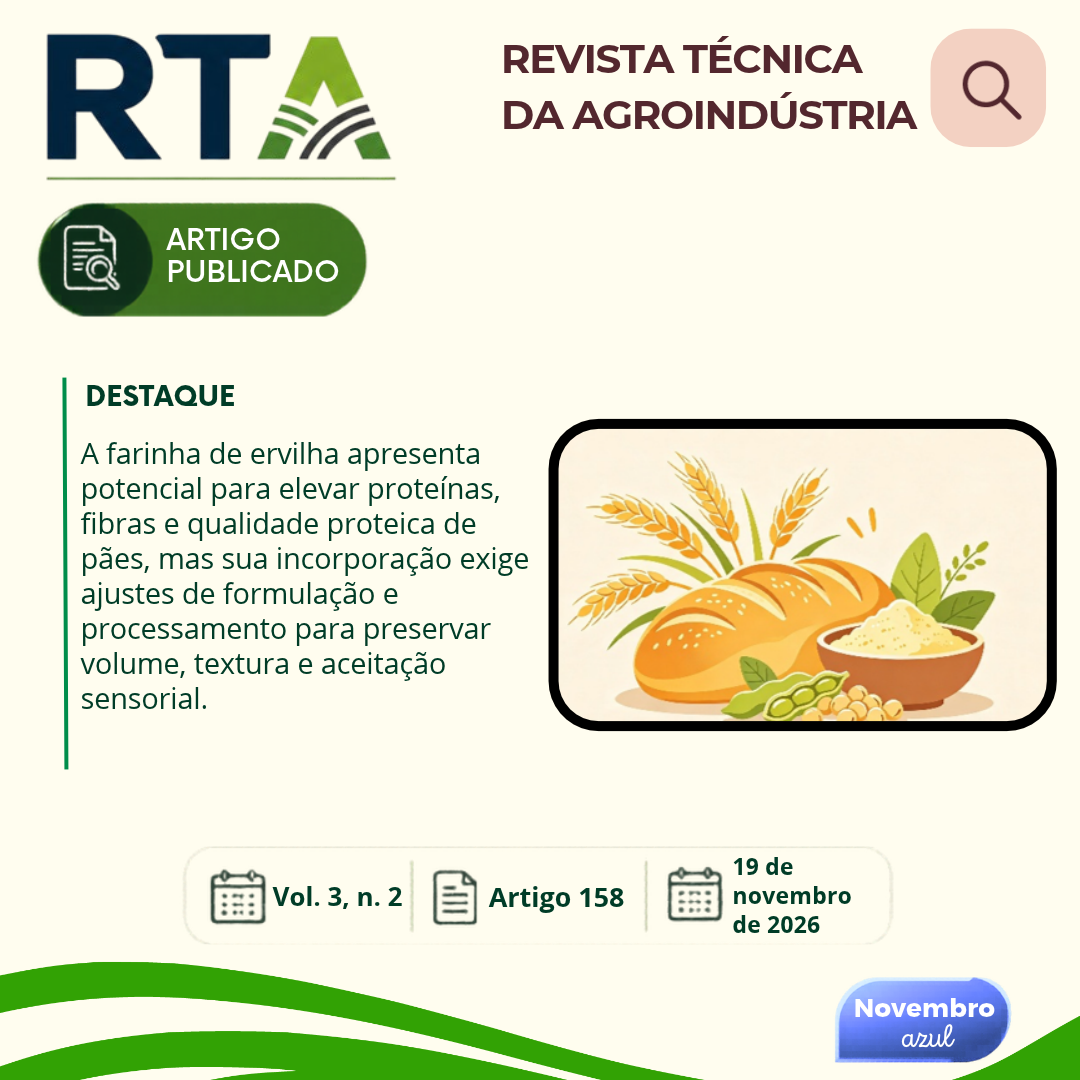 RTA
REVISTA TÉCNICA
DA AGROINDÚSTRIA
ARTIGO
PUBLICADO
DESTAQUE
A farinha de ervilha apresenta
potencial para elevar proteínas,
fibras e qualidade proteica de
pães, mas sua incorporação exige
ajustes de formulação e
processamento para preservar
volume, textura e aceitação
sensorial.
Vol. 3, n. 2
Artigo 158
19 de
novembro
de 2026
Novembro
azul